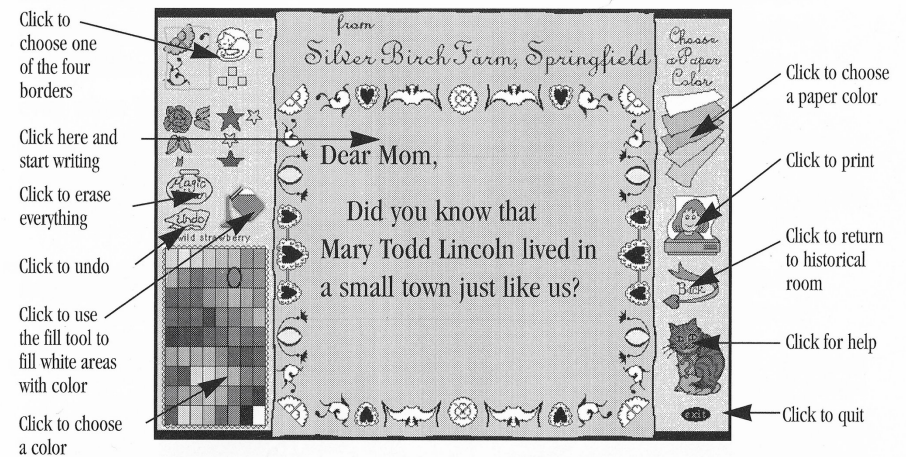 Click to
choose one
of the four
borders
Click here and
start writing
Click to erase
everything
Click to undo
Click to use
the fill tool to
fill white areas
with color
Click to choose
a color
Magic
Undo
wild strawberry
from
Silver Birch Farm, Springfield
Dear Mom,
Did you know that
Mary Todd Lincoln lived in
a small town just like us?
Choose
a Paper
Color
Back
exit
Click to choose
a paper color
Click to print
Click to return
to historical
room
Click for help
Click to quit